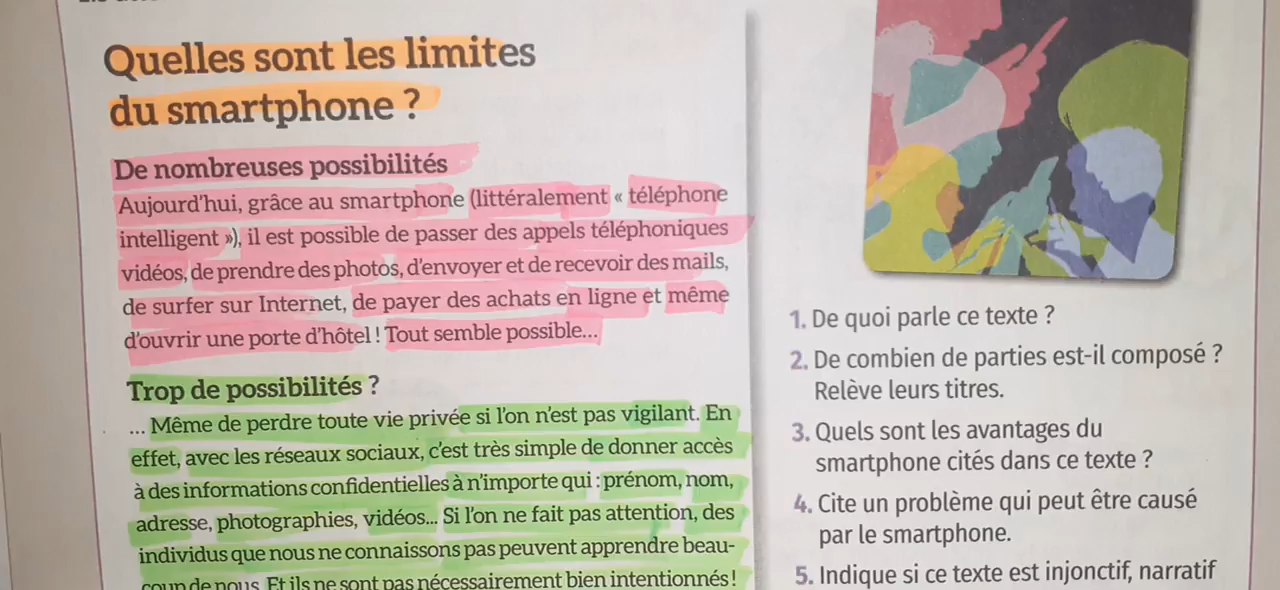 Quelles sont les limites
du smartphone ?
De nombreuses possibilités
Aujourd'hui, grâce au smartphone (littéralement « téléphone
intelligent »), il est possible de passer des appels téléphoniques
vidéos, de prendre des photos, d'envoyer et de recevoir des mails,
de surfer sur Internet, de payer des achats en ligne et même
d'ouvrir une porte d'hôtel ! Tout semble possible...
Trop de possibilités ?
... Même de perdre toute vie privée si l'on n'est pas vigilant. En
effet, avec les réseaux sociaux, c'est très simple de donner accès
à des informations confidentielles à n'importe qui : prénom, nom,
adresse, photographies, vidéos... Si l'on ne fait pas attention, des
individus que nous ne connaissons pas peuvent apprendre beau-
coup de nous. Et ils ne sont pas nécessairement bien intentionnés !
1. De quoi parle ce texte ?
2. De combien de parties est-il composé ?
Relève leurs titres.
3. Quels sont les avantages du
smartphone cités dans ce texte ?
4. Cite un problème qui peut être causé
par le smartphone.
5. Indique si ce texte est injonctif, narratif